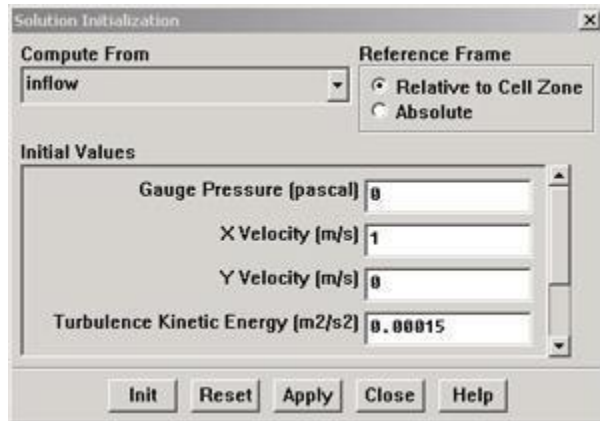 Solution Initialization
Compute From
inflow
Reference Frame
Relative to Cell Zone
Absolute
Initial Values
Gauge Pressure (pascal) 0
X Velocity (m/s) 1
Y Velocity (m/s) 0
Turbulence Kinetic Energy (m2/s2) 0.00015
Init Reset Apply Close Help